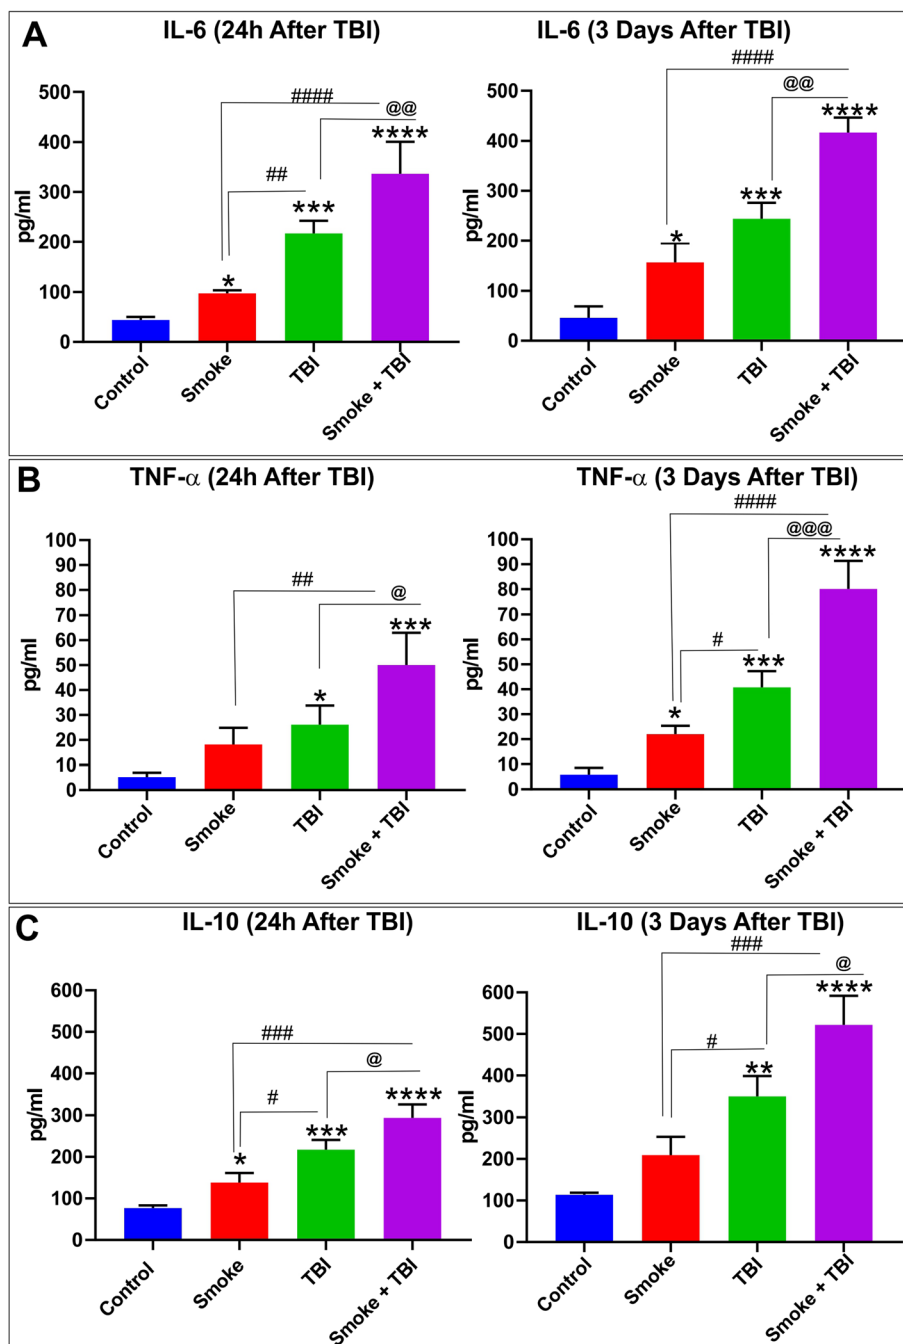 A
IL-6 (24h After TBI)
IL-6 (3 Days After TBI)
####
@@
****
##
***
*
500
400
300
200
100
0
pg/ml
Control
Smoke
TBI
Smoke + TBI
####
@@
****
***
*
500
400
300
200
100
0
pg/ml
Control
Smoke
TBI
Smoke + TBI
B
TNF-α (24h After TBI)
TNF-α (3 Days After TBI)
##
@
***
*
100
90
80
70
60
50
40
30
20
10
0
pg/ml
Control
Smoke
TBI
Smoke + TBI
####
@@@
****
#
***
*
100
90
80
70
60
50
40
30
20
10
0
pg/ml
Control
Smoke
TBI
Smoke + TBI
C
IL-10 (24h After TBI)
IL-10 (3 Days After TBI)
###
@
****
#
***
*
600
500
400
300
200
100
0
pg/ml
Control
Smoke
TBI
Smoke + TBI
###
@
****
#
**
600
500
400
300
200
100
0
pg/ml
Control
Smoke
TBI
Smoke + TBI